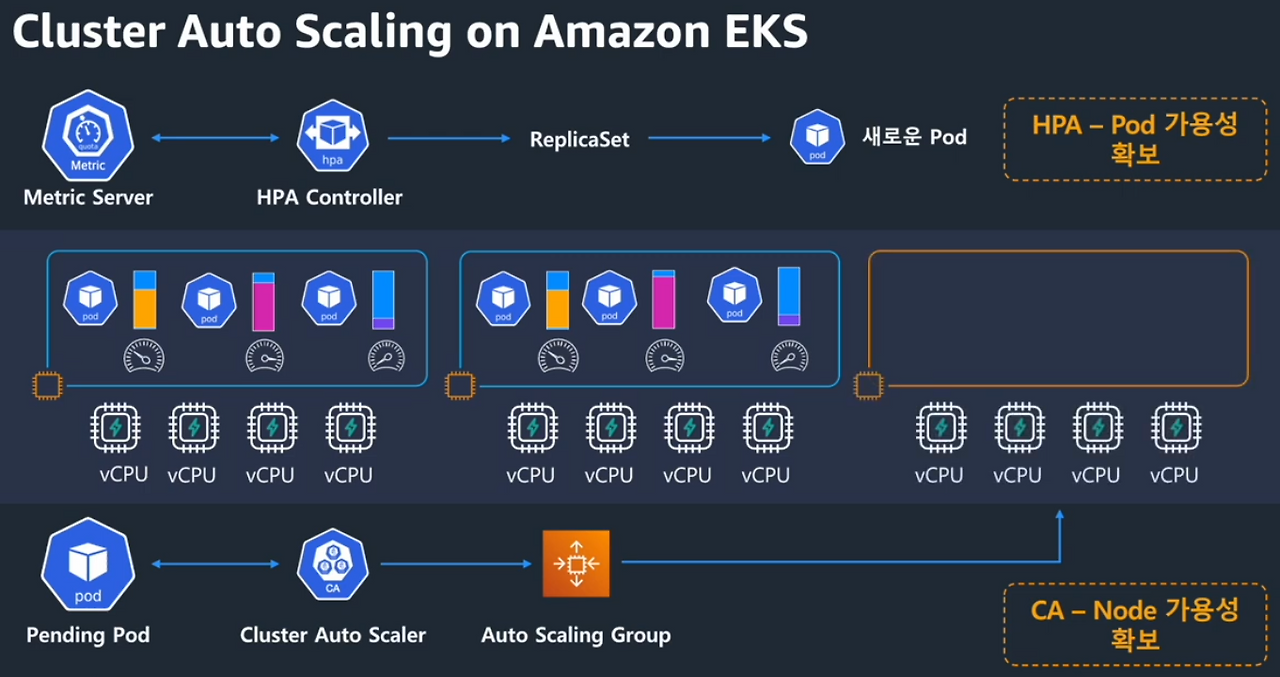 Cluster Auto Scaling on Amazon EKS
quota
Metric
Metric Server
hpa
HPA Controller
ReplicaSet
pod
새로운 Pod
HPA – Pod 가용성
확보
pod
pod
pod
pod
pod
pod
vCPU
vCPU
vCPU
vCPU
vCPU
vCPU
vCPU
vCPU
vCPU
vCPU
vCPU
vCPU
pod
Pending Pod
CA
Cluster Auto Scaler
Auto Scaling Group
CA – Node 가용성
확보